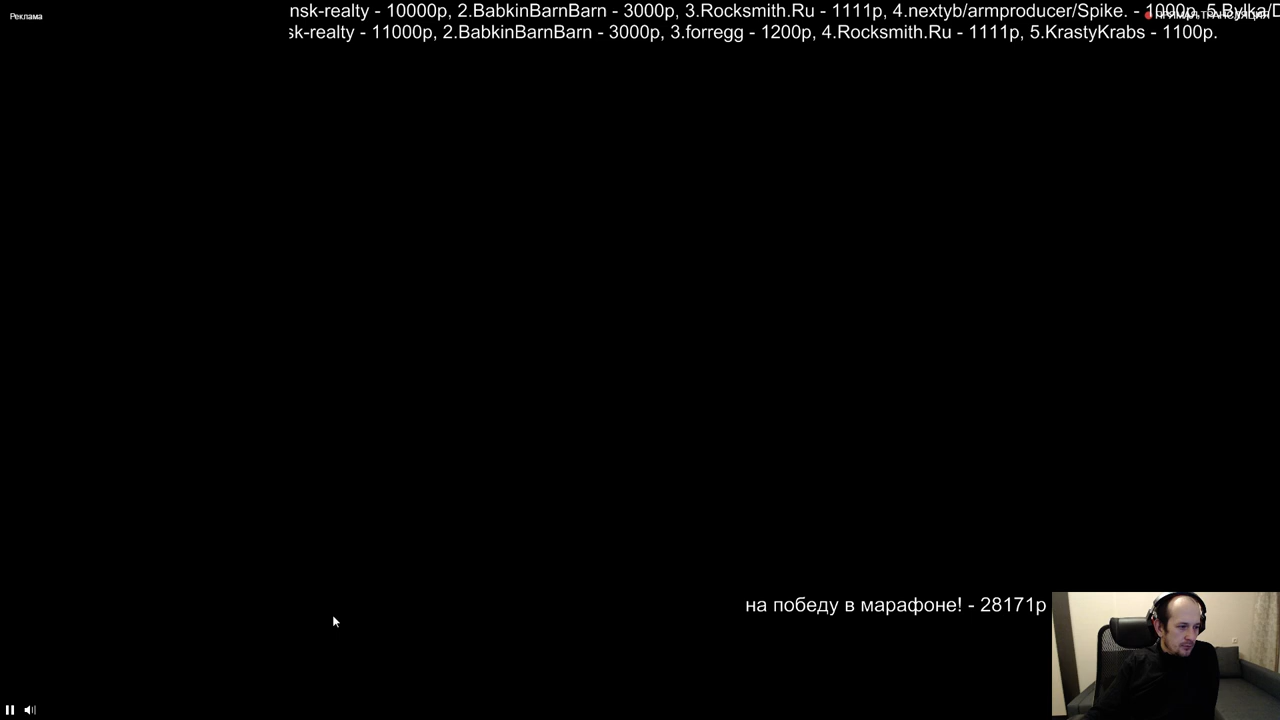 Реклама
nsk-realty - 10000р, 2.BabkinBarnBarn - 3000р, 3.Rocksmith.Ru - 1111р, 4.nextyb/armproducer/Spike. - 1000р, 5.Bylka/D
ПРЯМАЯ ТРАНСЛЯЦИЯ
sk-realty - 11000р, 2.BabkinBarnBarn - 3000р, 3.forregg - 1200р, 4.Rocksmith.Ru - 1111р, 5.KrastyKrabs - 1100р.
на победу в марафоне! - 28171р